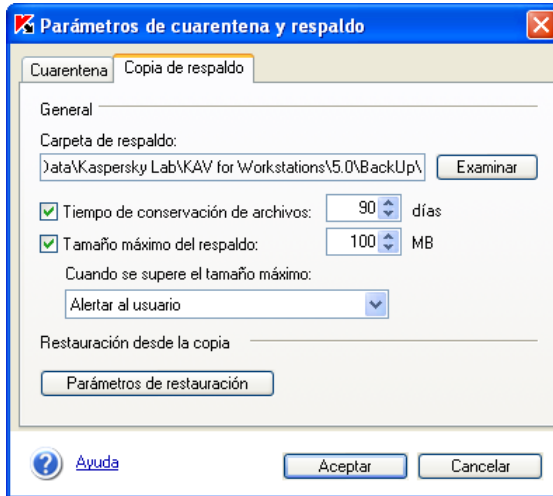 Parámetros de cuarentena y respaldo
Cuarentena Copia de respaldo
General
Carpeta de respaldo:
Data\Kaspersky Lab\KAV for Workstations\5.0\BackUp\ Examinar
Tiempo de conservación de archivos: 90 días
Tamaño máximo del respaldo: 100 MB
Cuando se supere el tamaño máximo:
Alertar al usuario
Restauración desde la copia
Parámetros de restauración
Ayuda Aceptar Cancelar